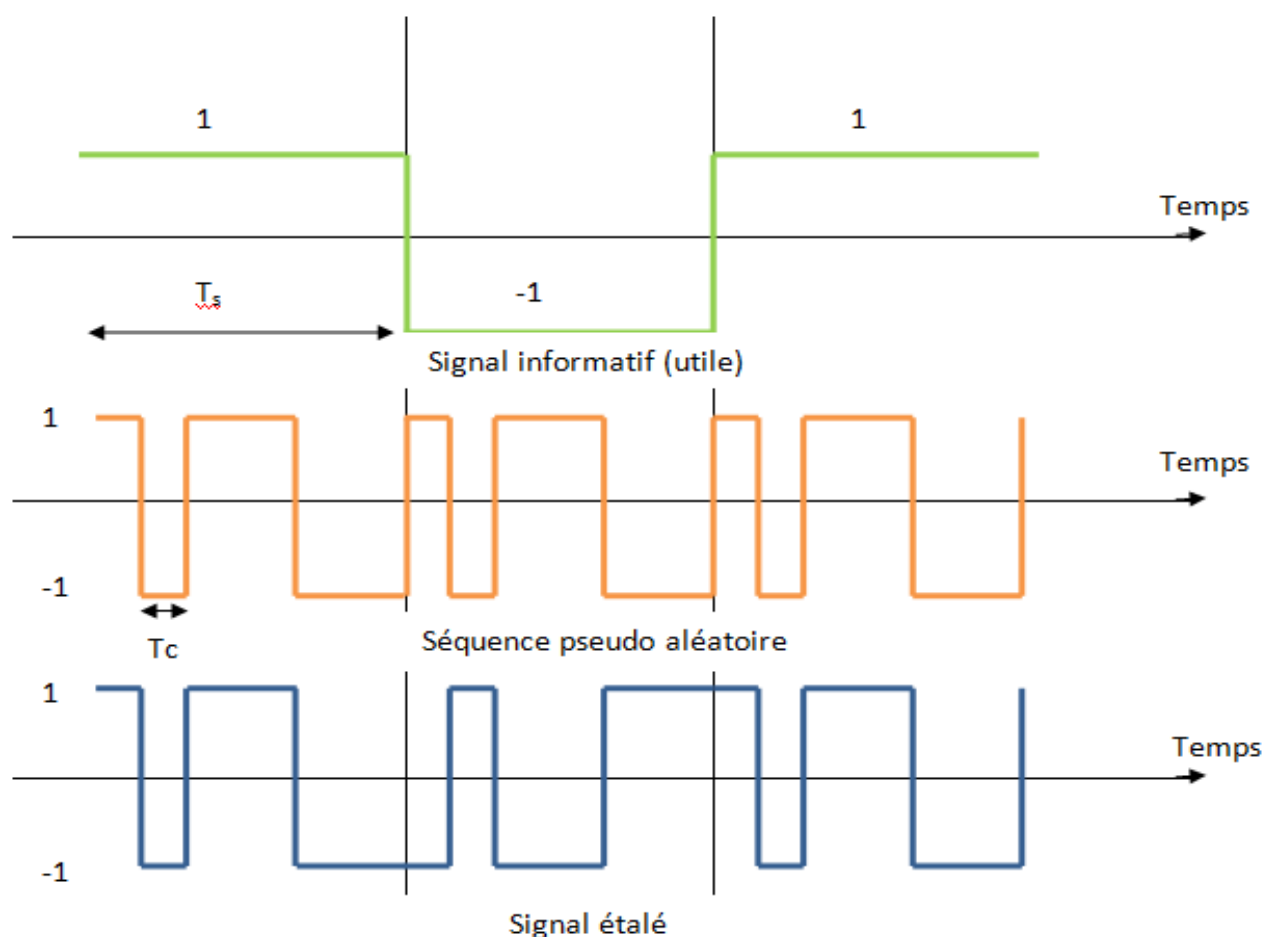 1
1
Temps
Ts
-1
Signal informatif (utile)
1
Temps
-1
Tc
Séquence pseudo aléatoire
1
Temps
-1
Signal étalé